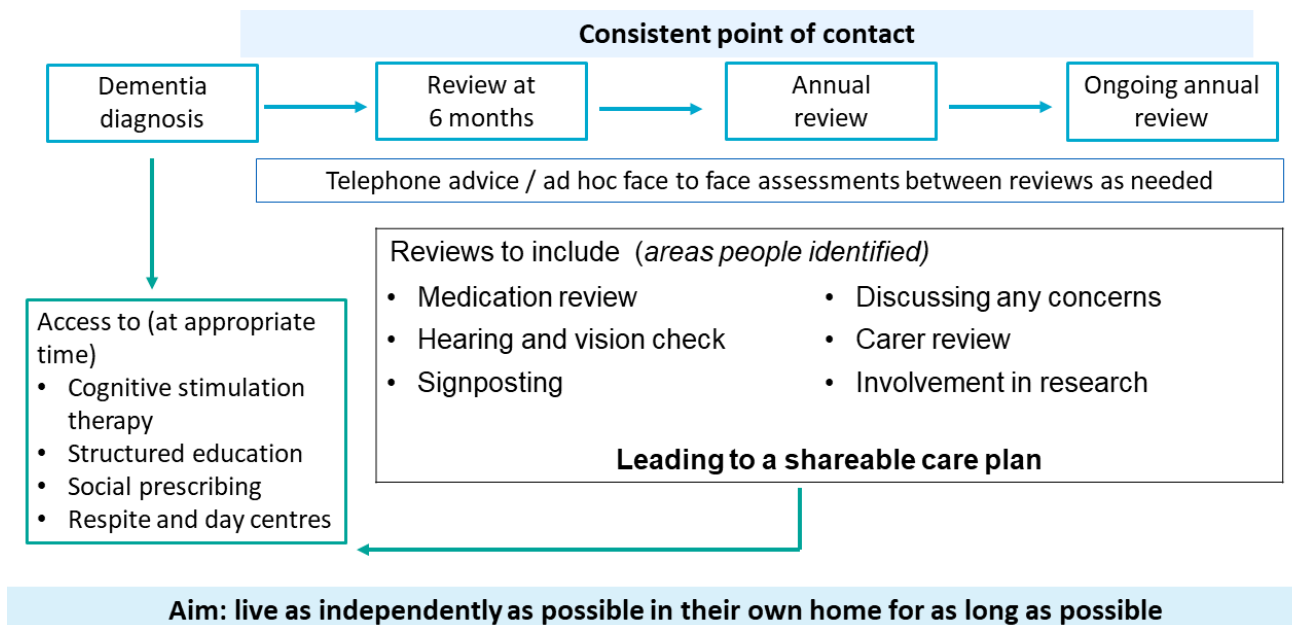 Consistent point of contact
Dementia
diagnosis
Review at
6 months
Annual
review
Ongoing annual
review
Telephone advice / ad hoc face to face assessments between reviews as needed
Reviews to include (areas people identified)
• Medication review
• Hearing and vision check
• Signposting
• Discussing any concerns
• Carer review
• Involvement in research
Leading to a shareable care plan
Access to (at appropriate
time)
• Cognitive stimulation
therapy
• Structured education
• Social prescribing
• Respite and day centres
Aim: live as independently as possible in their own home for as long as possible